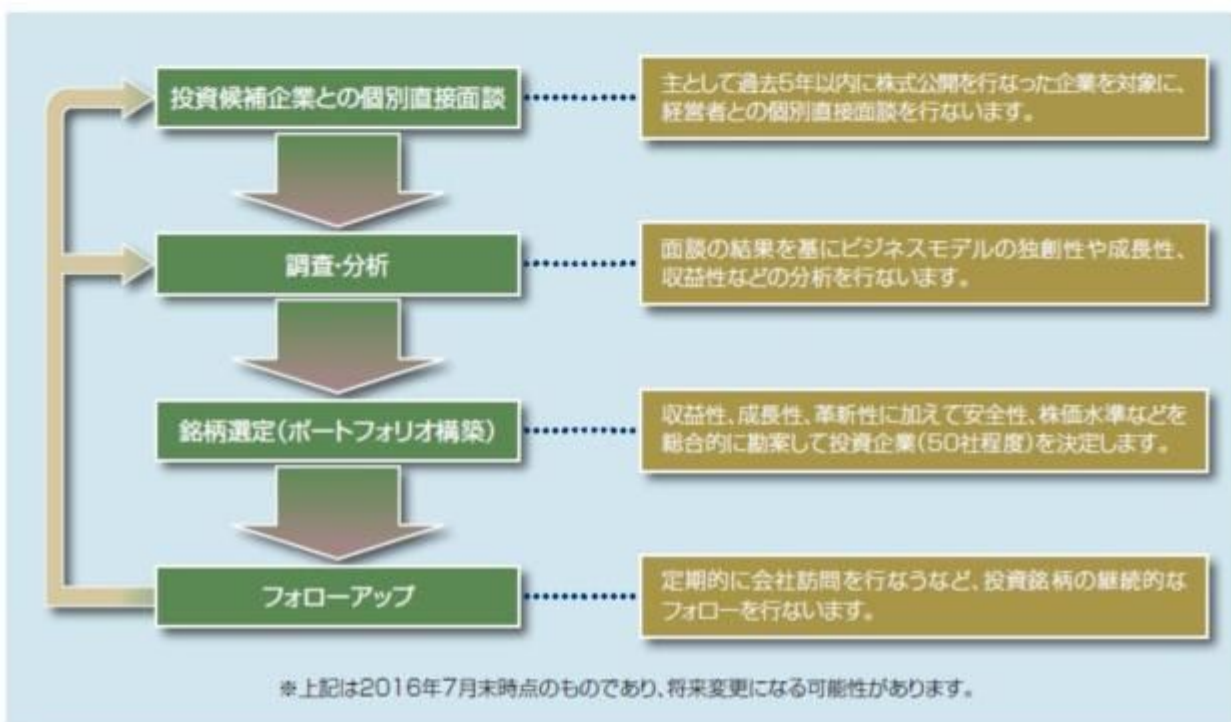 投資候補企業との個別直接面談
主として過去5年以内に株式公開を行なった企業を対象に、
経営者との個別直接面談を行ないます。
調査・分析
面談の結果を基にビジネスモデルの独創性や成長性、
収益性などの分析を行ないます。
銘柄選定(ポートフォリオ構築)
収益性、成長性、革新性に加えて安全性、株価水準などを
総合的に勘案して投資企業(50社程度)を決定します。
フォローアップ
定期的に会社訪問を行なうなど、投資銘柄の継続的な
フォローを行ないます。
※上記は2016年7月末時点のものであり、将来変更になる可能性があります。